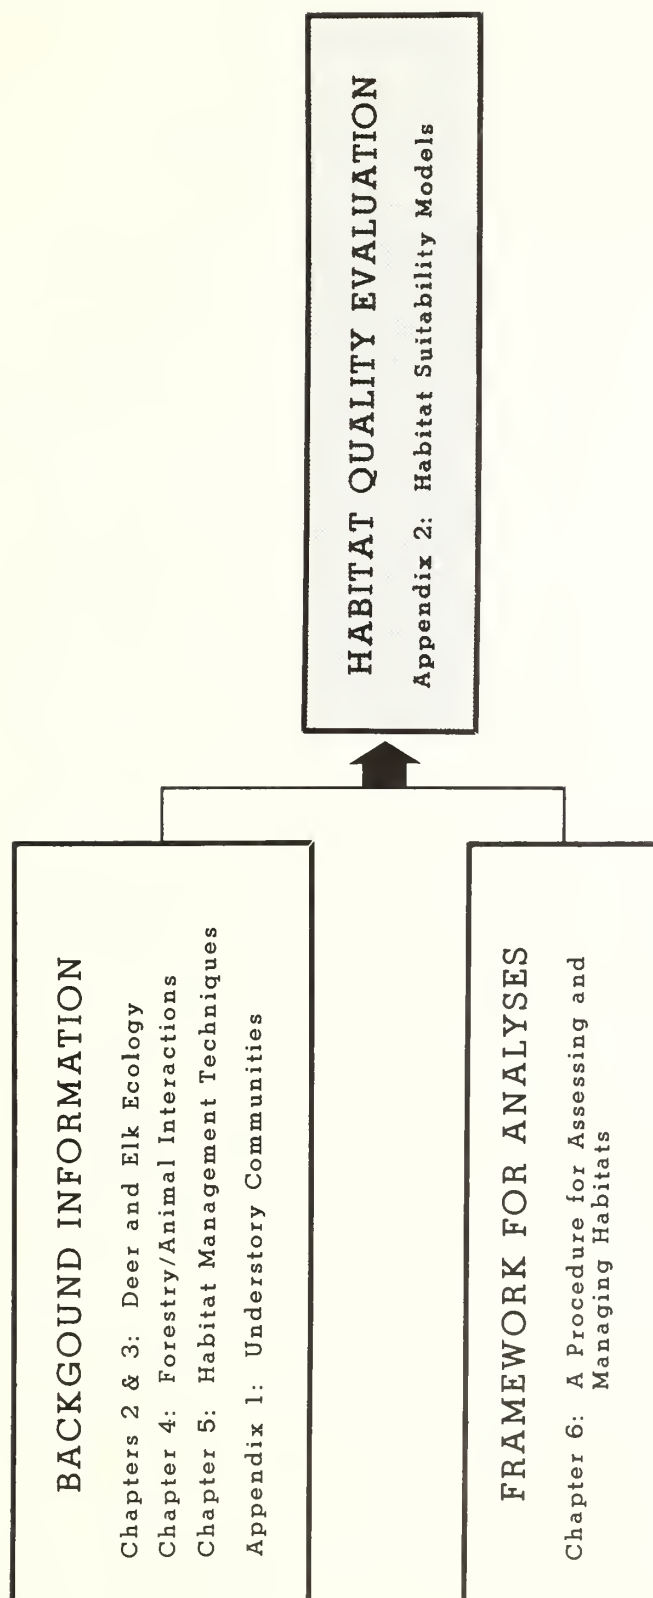 BACKGOUND INFORMATION
Chapters 2 & 3: Deer and Elk Ecology
Chapter 4: Forestry/Animal Interactions
Chapter 5: Habitat Management Techniques
Appendix 1: Understory Communities
FRAMEWORK FOR ANALYSES
Chapter 6: A Procedure for Assessing and
Managing Habitats
HABITAT QUALITY EVALUATION
Appendix 2: Habitat Suitability Models